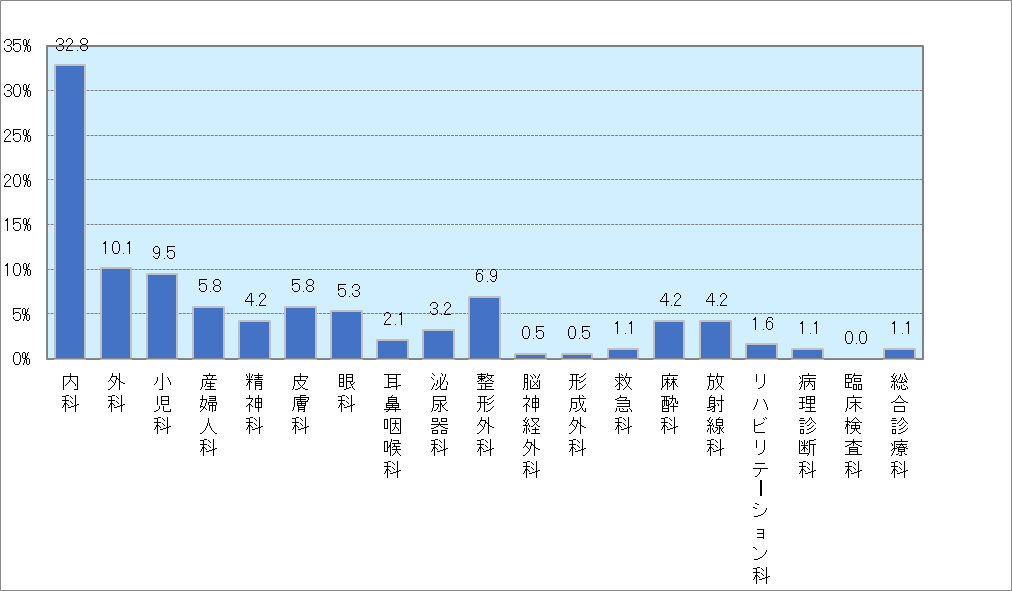 35%
30%
25%
20%
15%
10%
5%
0%
32.8
10.1
9.5
5.8
4.2
5.8
5.3
2.1
3.2
6.9
0.5
0.5
1.1
4.2
4.2
1.6
1.1
0.0
1.1
内科
外科
小児科
産婦人科
精神科
皮膚科
眼科
耳鼻咽喉科
泌尿器科
整形外科
脳神経外科
形成外科
救急科
麻酔科
放射線科
リハビリテーション科
病理診断科
臨床検査科
総合診療科